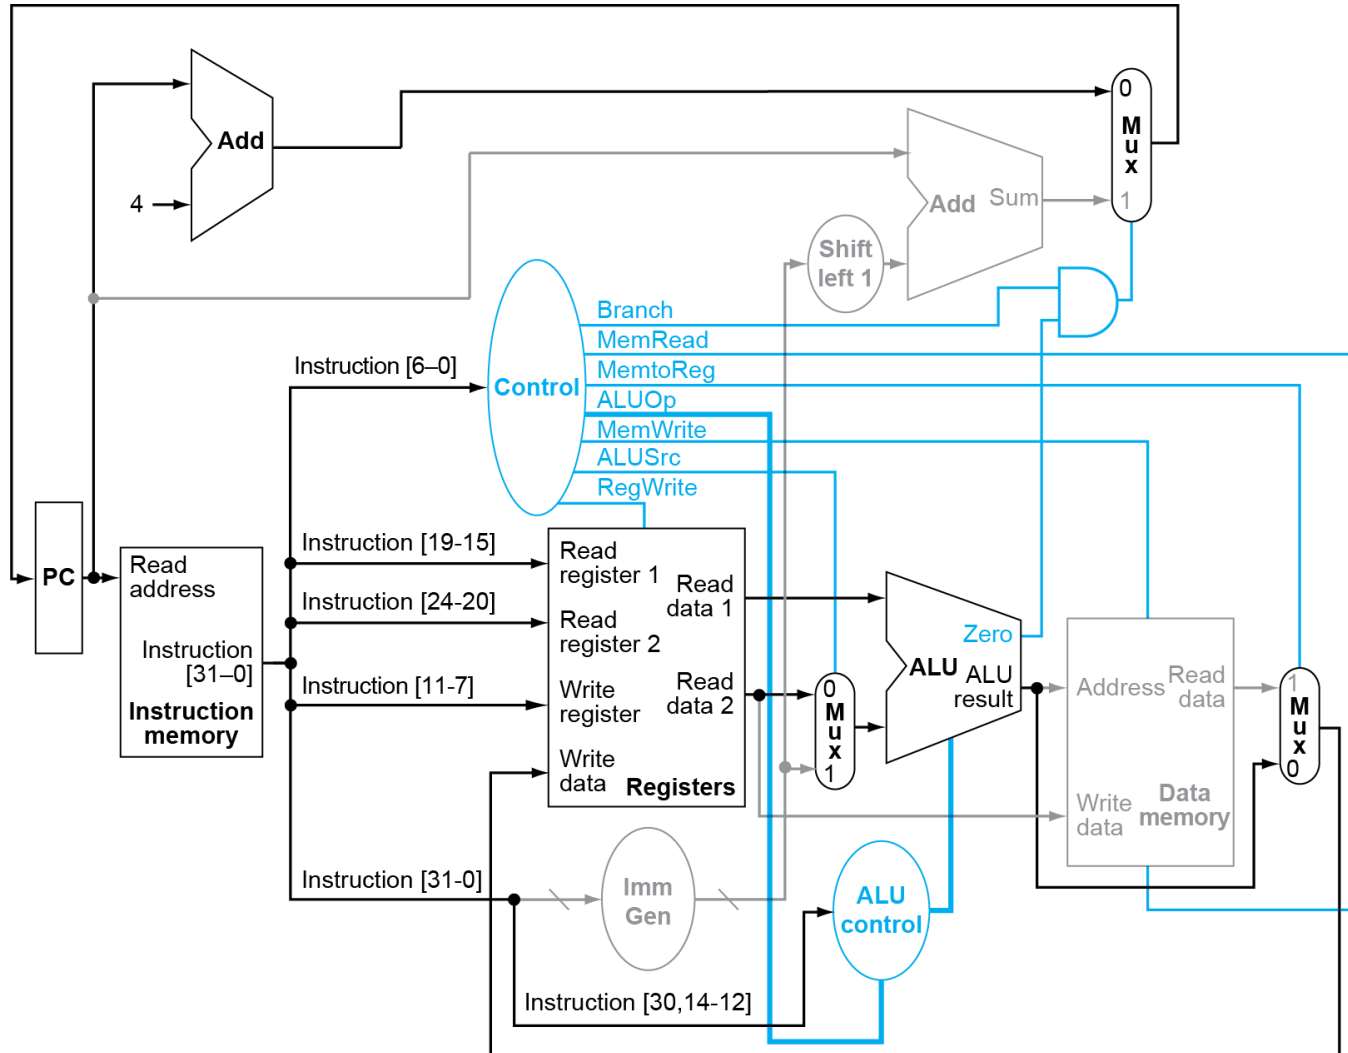 0
Mux
1
Add
4
Add
Sum
Shift
left 1
Branch
MemRead
MemtoReg
ALUOp
MemWrite
ALUSrc
RegWrite
Instruction [6–0]
Control
PC
Read
address
Instruction
[31–0]
Instruction
memory
Instruction [19-15]
Instruction [24-20]
Instruction [11-7]
Instruction [31-0]
Read
register 1
Read
register 2
Write
register
Write
data
Read
data 1
Read
data 2
Registers
0
Mux
1
Zero
ALU
ALU
result
Address
Read
data
Write
data
Data
memory
1
Mux
0
Imm
Gen
ALU
control
Instruction [30,14-12]